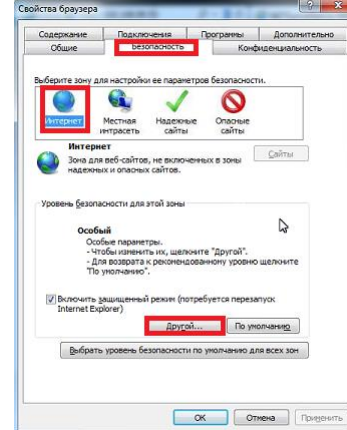 Свойства браузера
Содержание Подключения Программы Дополнительно
Общие Безопасность Конфиденциальность
Выберите зону для настройки ее параметров безопасности.
Интернет Местная интрасеть Надежные сайты Опасные сайты
Интернет
Зона для веб-сайтов, не включенных в зоны надежных и опасных сайтов.
Сайты
Уровень безопасности для этой зоны
Особый
Особые параметры.
- Чтобы изменить их, щелкните "Другой".
- Для возврата к рекомендованному уровню щелкните
"По умолчанию".
Включить защищенный режим (потребуется перезапуск
Internet Explorer)
Другой... По умолчанию
Выбрать уровень безопасности по умолчанию для всех зон
ОК Отмена Применить